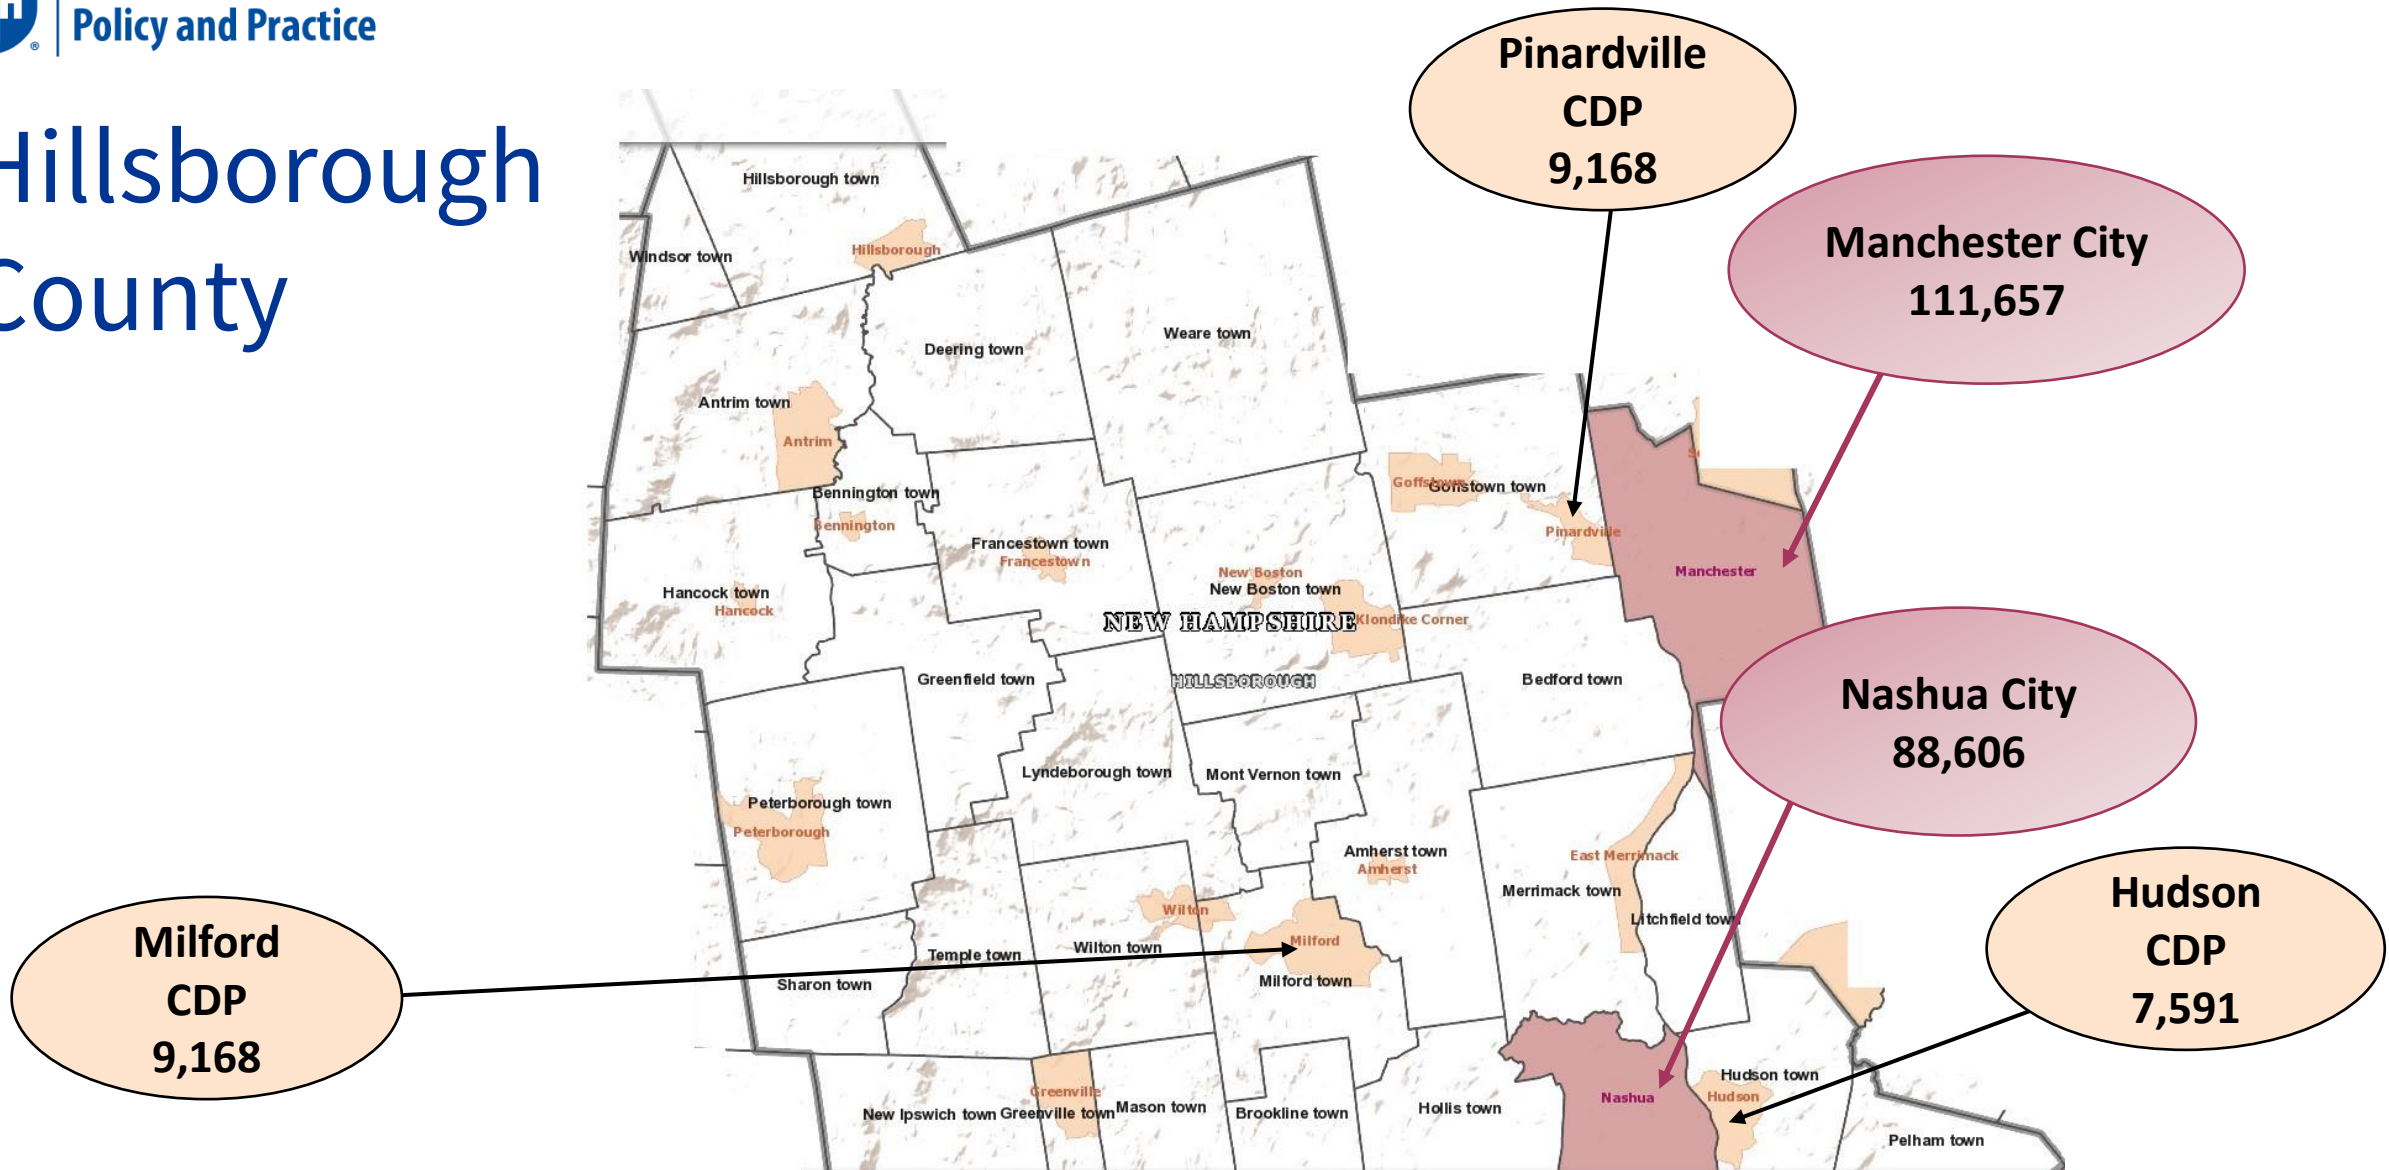 Policy and Practice
®
Hillsborough
County
Pinardville
CDP
9,168
Manchester City
111,657
Nashua City
88,606
Hudson
CDP
7,591
Milford
CDP
9,168
Hillsborough town
Hillsborough
Windsor town
Weare town
Deering town
Antrim town
Antrim
Goffstown
Goffstown town
Bennington town
Bennington
Pinardville
Francestown town
Francestown
Manchester
New Boston
New Boston town
Hancock town
Hancock
NEW HAMPSHIRE
Klondike Corner
Greenfield town
HILLSBOROUGH
Bedford town
Lyndeborough town
Mont Vernon town
Peterborough town
Peterborough
Amherst town
Amherst
East Merrimack
Merrimack town
Wilton
Litchfield town
Milford
Wilton town
Temple town
Milford town
Sharon town
Hudson town
Greenville
Nashua
Hudson
New Ipswich town
Greenville town
Mason town
Brookline town
Hollis town
Pelham town